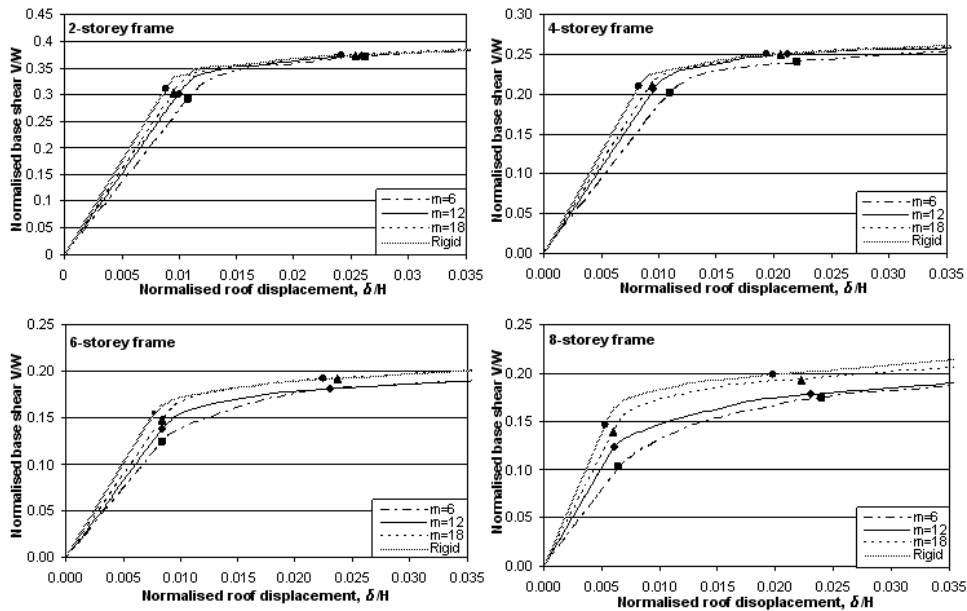 2-storey frame
Normalised base shear V/W
0.45
0.4
0.35
0.3
0.25
0.2
0.15
0.1
0.05
0
0 0.005 0.010 0.015 0.020 0.025 0.030 0.035
Normalised roof displacement, δ/H
m=6
m=12
m=18
Rigid
4-storey frame
Normalised base shear V/W
0.30
0.25
0.20
0.15
0.10
0.05
0.00
0.000 0.005 0.010 0.015 0.020 0.025 0.030 0.035
Normalised roof displacement, δ/H
m=6
m=12
m=18
Rigid
6-storey frame
Normalised base shear V/W
0.25
0.20
0.15
0.10
0.05
0.00
0.000 0.005 0.010 0.015 0.020 0.025 0.030 0.035
Normalised roof displacement, δ/H
m=6
m=12
m=18
Rigid
8-storey frame
Normalised base shear V/W
0.25
0.20
0.15
0.10
0.05
0.00
0.000 0.005 0.010 0.015 0.020 0.025 0.030 0.035
Normalised roof disoplacement, δ/H
m=6
m=12
m=18
Rigid